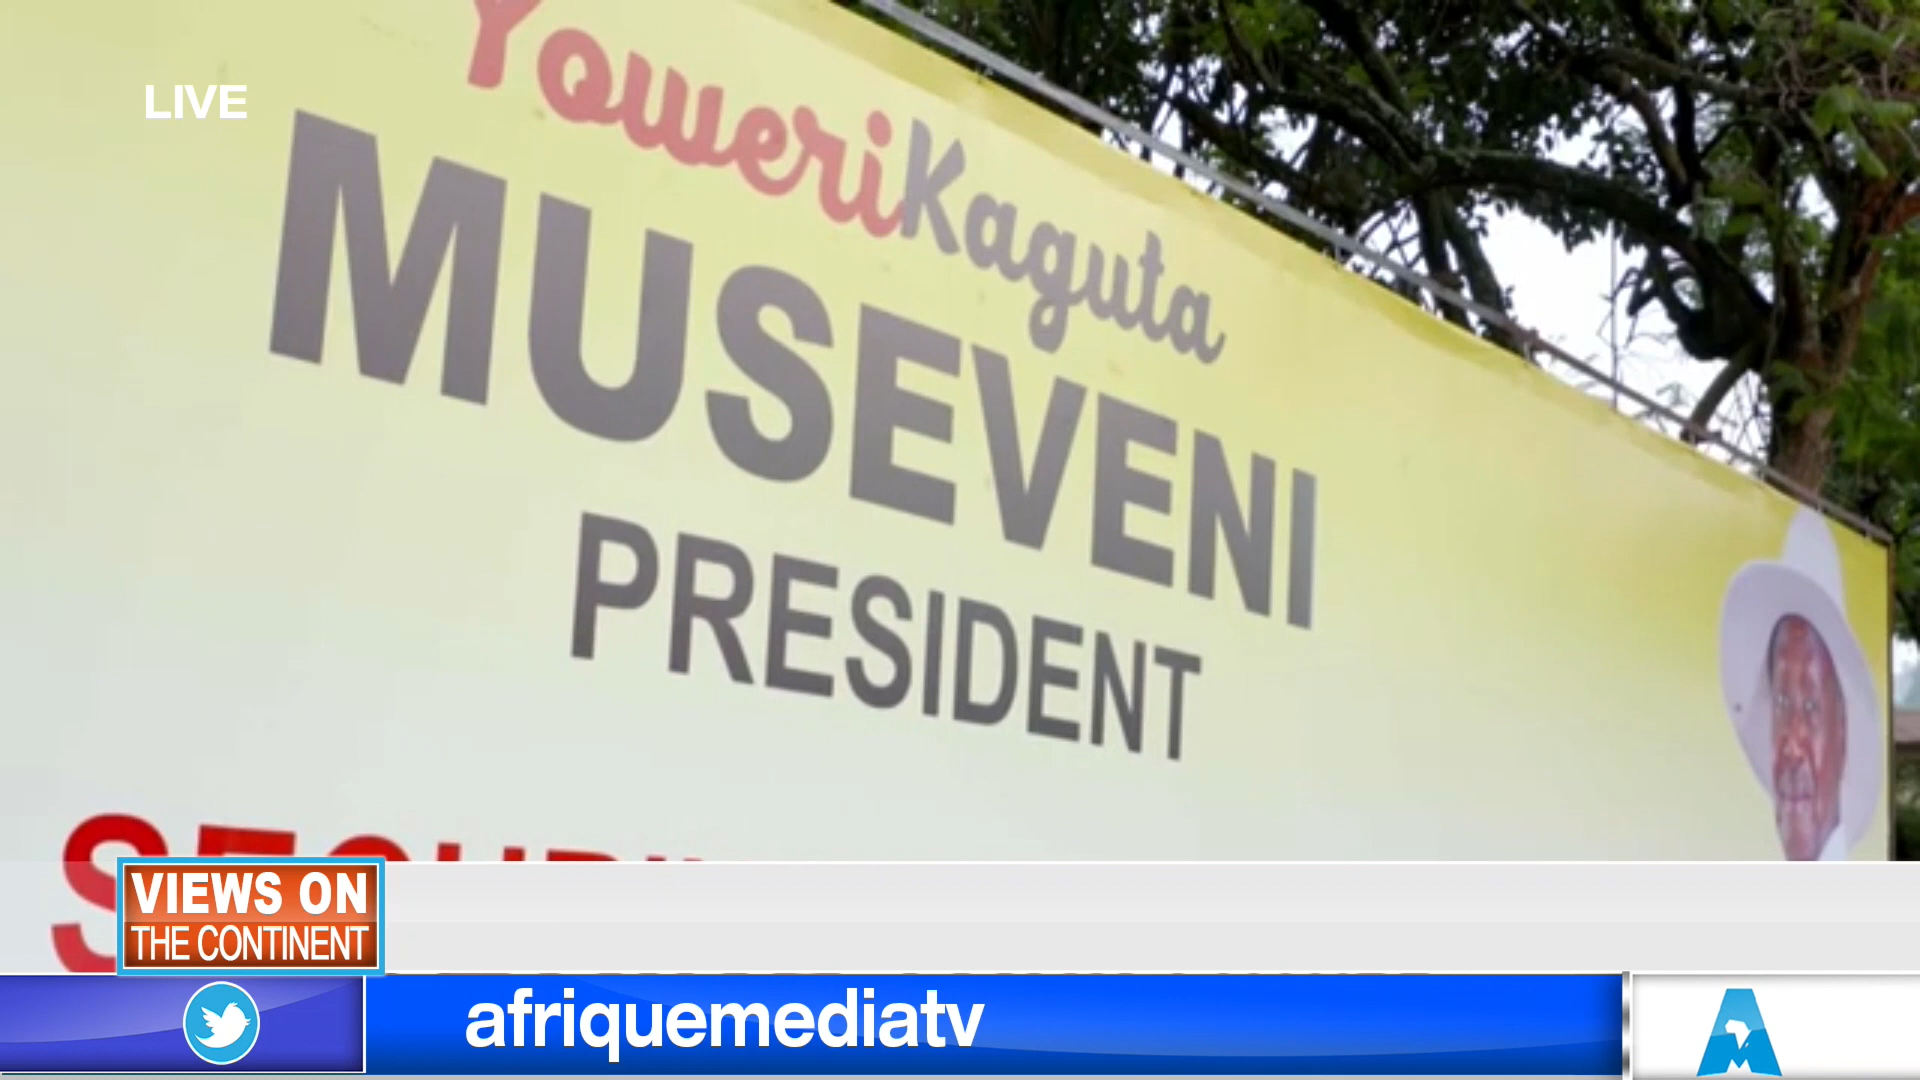 LIVE
YoweriKaguta
MUSEVENI
PRESIDENT
VIEWS ON
THE CONTINENT
afriquemediatv